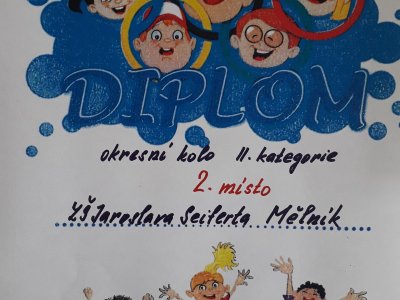 DIPLOM
okresní kolo II. kategorie
2. místo
ZŠ Jaroslava Seiferta Mělník